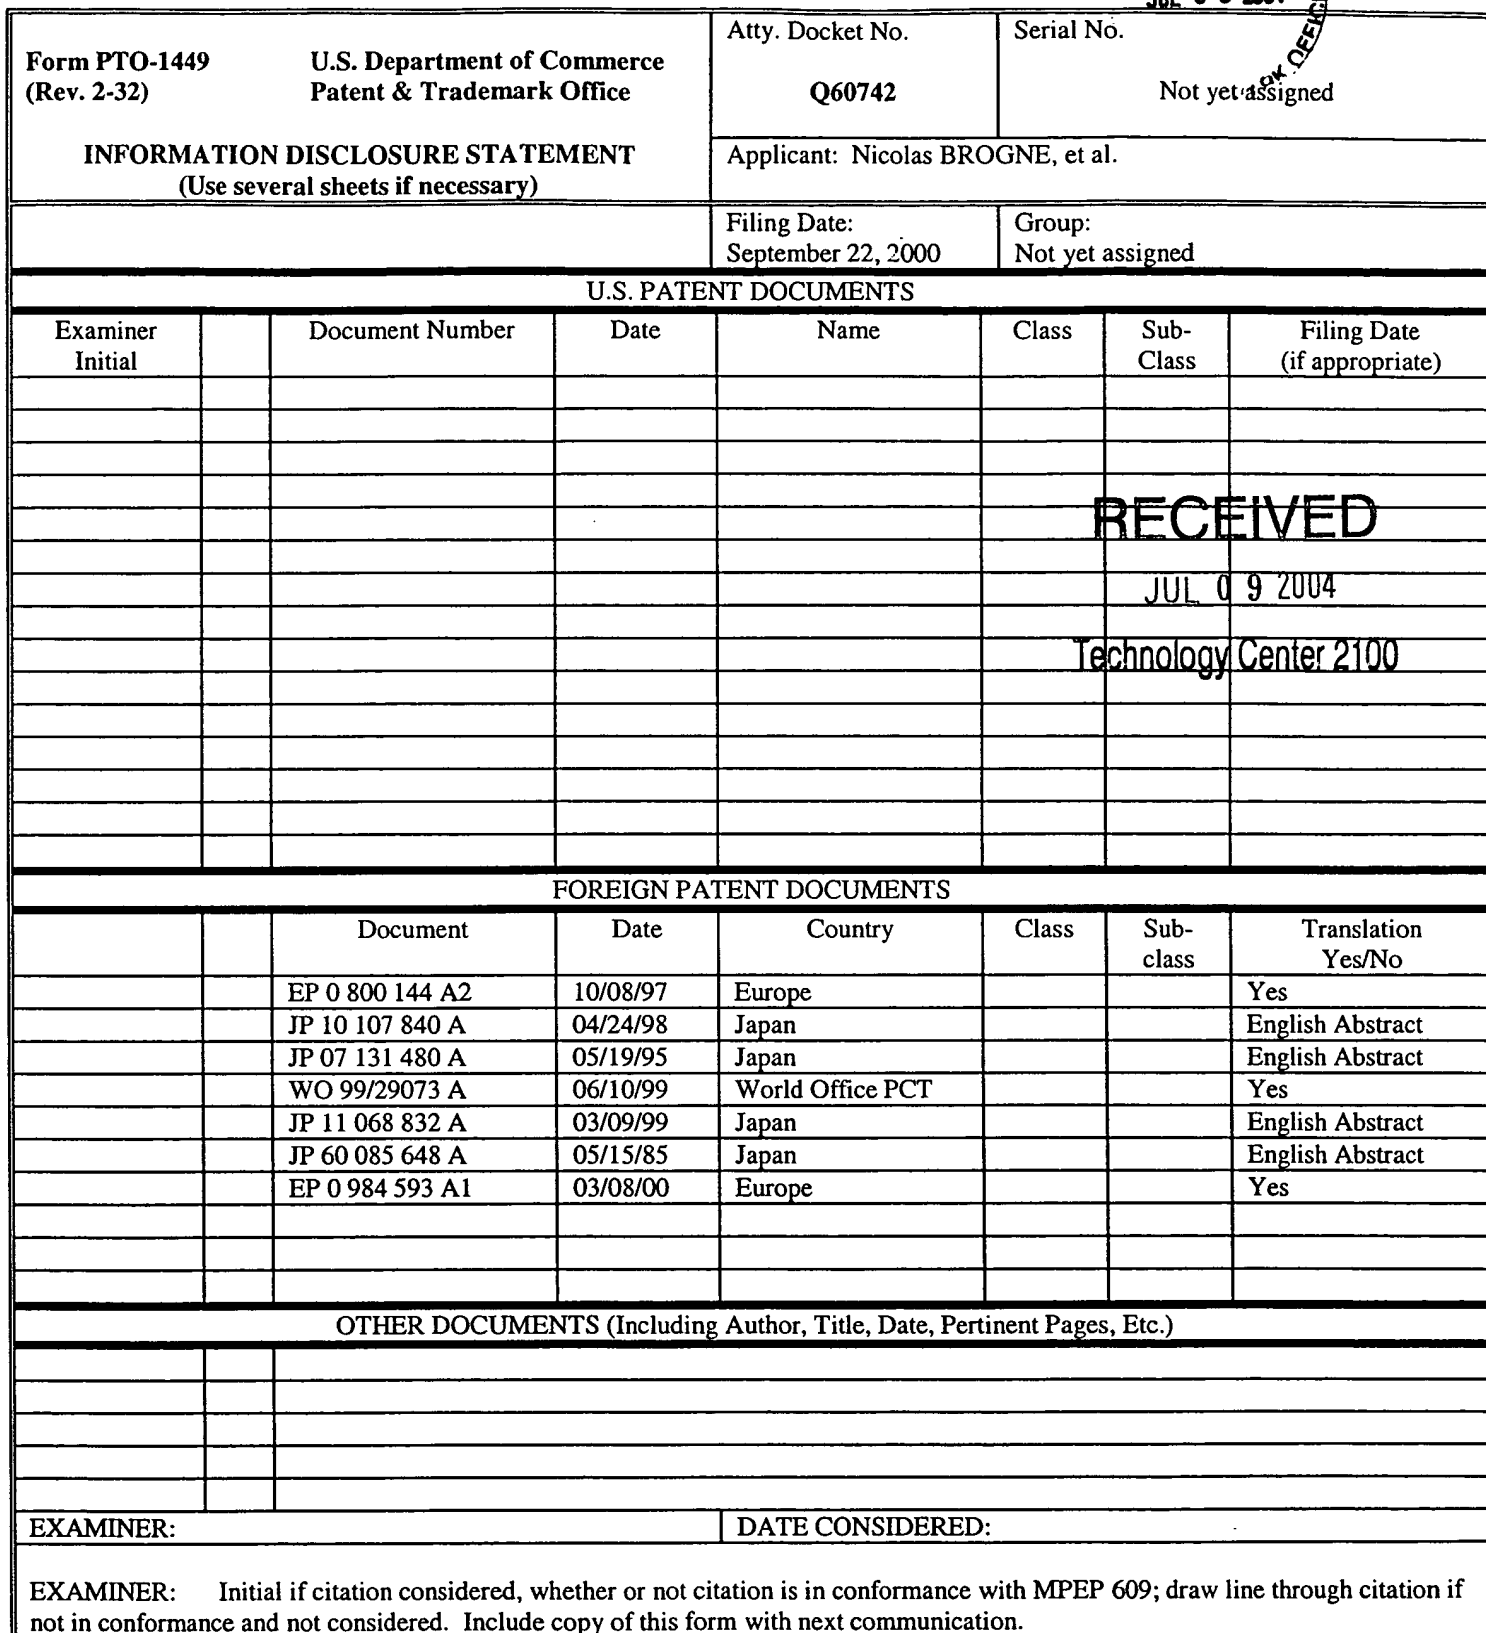 Form PTO-1449 U.S. Department of Commerce
(Rev. 2-32) Patent & Trademark Office
INFORMATION DISCLOSURE STATEMENT
(Use several sheets if necessary)
Atty. Docket No.
Q60742
Serial No.
Not yet assigned
Applicant: Nicolas BROGNE, et al.
Filing Date:
September 22, 2000
Group:
Not yet assigned
U.S. PATENT DOCUMENTS
Examiner Initial Document Number Date Name Class Sub-Class Filing Date (if appropriate)
RECEIVED
JUL 09 2004
Technology Center 2100
FOREIGN PATENT DOCUMENTS
Document Date Country Class Sub-class Translation Yes/No
EP 0 800 144 A2 10/08/97 Europe Yes
JP 10 107 840 A 04/24/98 Japan English Abstract
JP 07 131 480 A 05/19/95 Japan English Abstract
WO 99/29073 A 06/10/99 World Office PCT Yes
JP 11 068 832 A 03/09/99 Japan English Abstract
JP 60 085 648 A 05/15/85 Japan English Abstract
EP 0 984 593 A1 03/08/00 Europe Yes
OTHER DOCUMENTS (Including Author, Title, Date, Pertinent Pages, Etc.)
EXAMINER: DATE CONSIDERED:
EXAMINER: Initial if citation considered, whether or not citation is in conformance with MPEP 609; draw line through citation if
not in conformance and not considered. Include copy of this form with next communication.